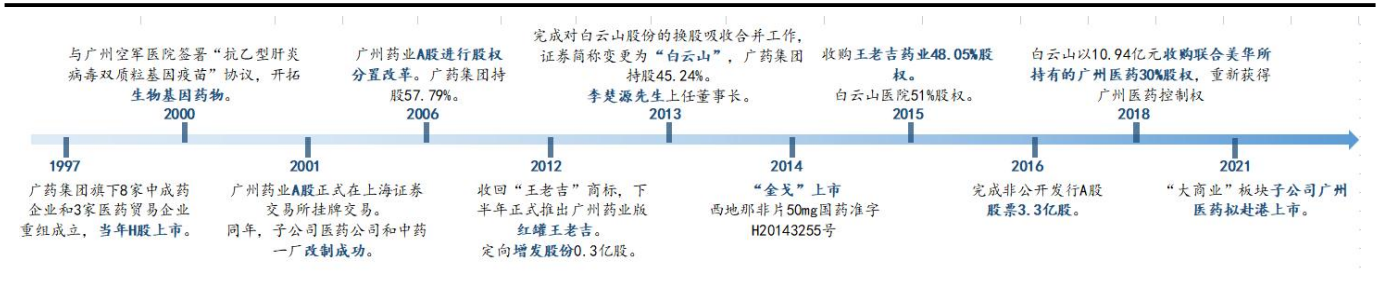 与广州空军医院签署“抗乙型肝炎
病毒双质粒基因疫苗”协议，开拓
生物基因药物。
2000
广州药业A股进行股权
分置改革。广药集团持
股57.79%。
2006
完成对白云山股份的换股吸收合并工作，
证券简称变更为“白云山”，广药集团
持股45.24%。
李楚源先生上任董事长。
2013
收购王老吉药业48.05%股
权。
白云山医院51%股权。
2015
白云山以10.94亿元收购联合美华所
持有的广州医药30%股权，重新获得
广州医药控制权
2018
1997
广药集团旗下8家中成药
企业和3家医药贸易企业
重组成立，当年H股上市。
2001
广州药业A股正式在上海证券
交易所挂牌交易。
同年，子公司医药公司和中药
一厂改制成功。
2012
收回“王老吉”商标，下
半年正式推出广州药业版
红罐王老吉。
定向增发股份0.3亿股。
2014
“金戈”上市
西地那非片50mg国药准字
H20143255号
2016
完成非公开发行A股
股票3.3亿股。
2021
“大商业”板块子公司广州
医药拟赴港上市。